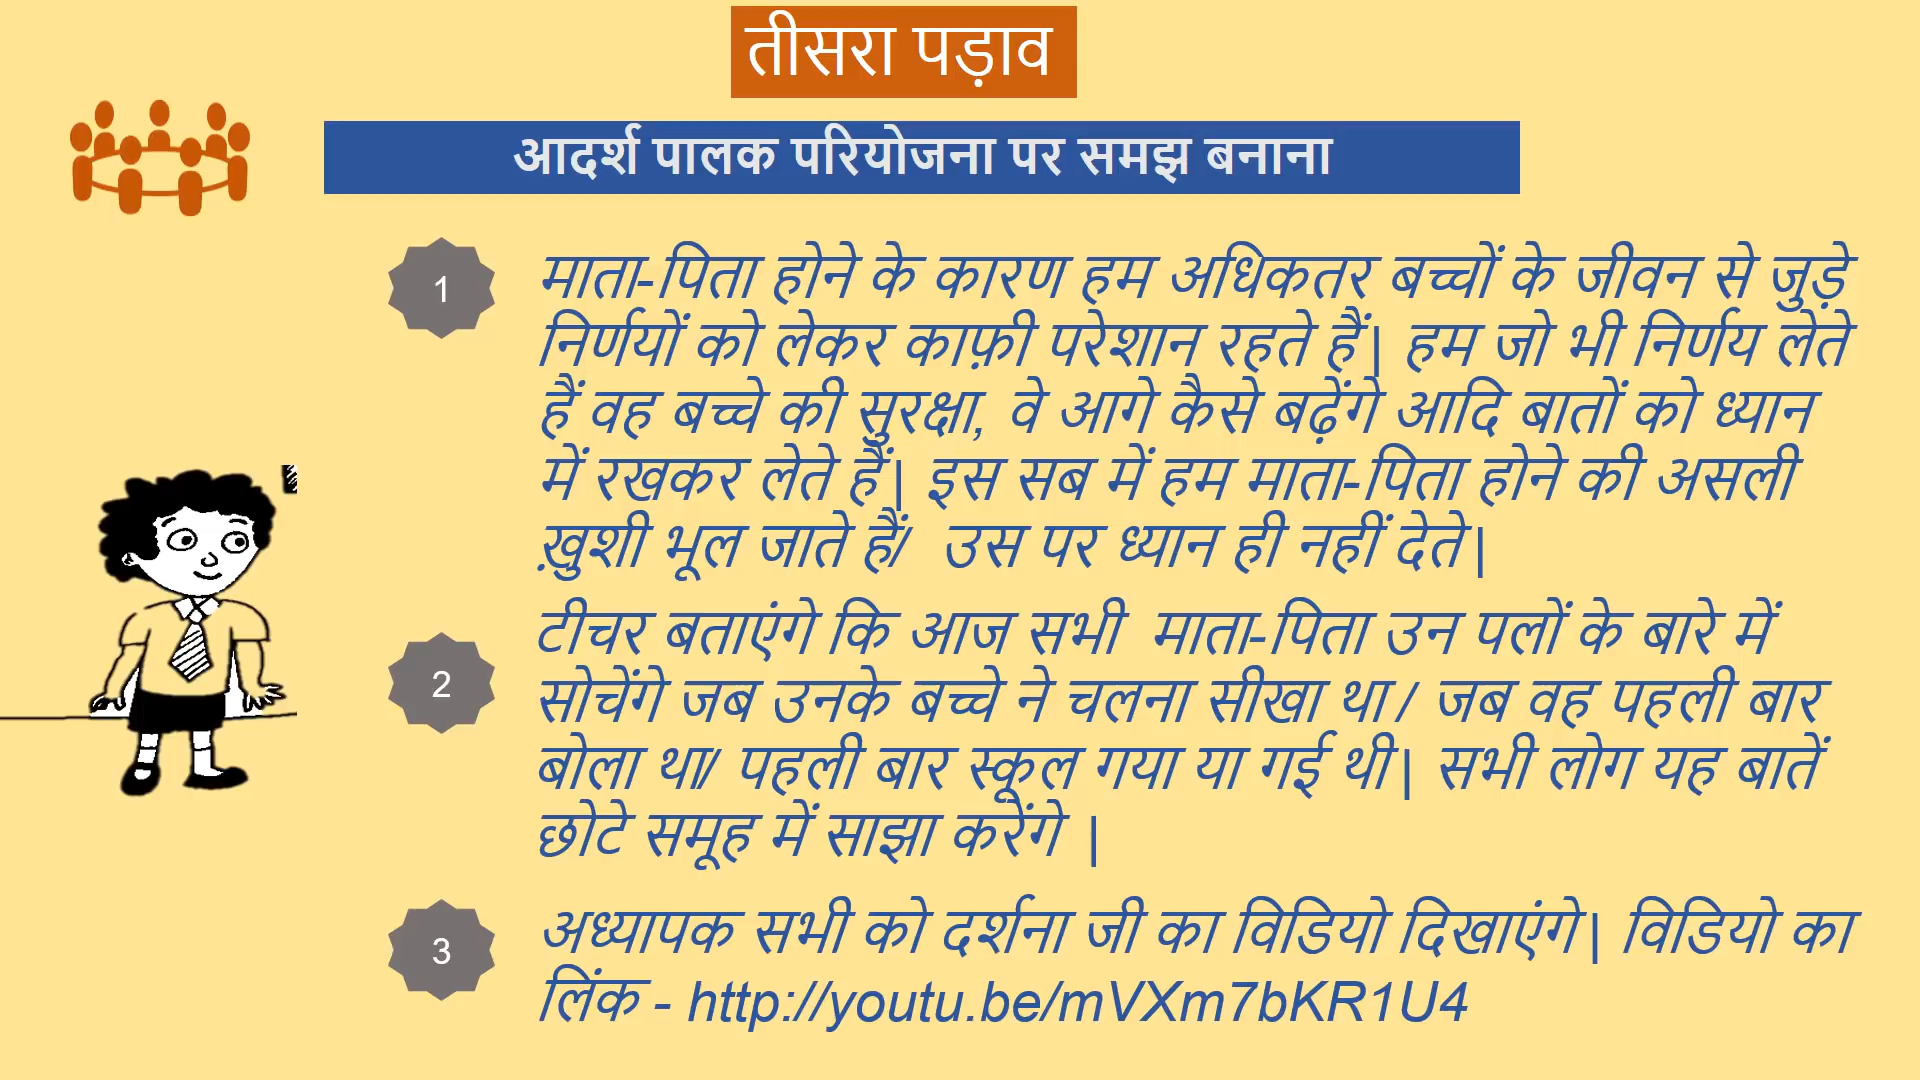 तीसरा पड़ाव
आदर्श पालक परियोजना पर समझ बनाना
1
माता-पिता होने के कारण हम अधिकतर बच्चों के जीवन से जुड़े
निर्णयों को लेकर काफ़ी परेशान रहते हैं| हम जो भी निर्णय लेते
हैं वह बच्चे की सुरक्षा, वे आगे कैसे बढ़ेंगे आदि बातों को ध्यान
में रखकर लेते हैं| इस सब में हम माता-पिता होने की असली
ख़ुशी भूल जाते हैं/ उस पर ध्यान ही नहीं देते|
2
टीचर बताएंगे कि आज सभी माता-पिता उन पलों के बारे में
सोचेंगे जब उनके बच्चे ने चलना सीखा था/ जब वह पहली बार
बोला था/ पहली बार स्कूल गया या गई थी| सभी लोग यह बातें
छोटे समूह में साझा करेंगे |
3
अध्यापक सभी को दर्शना जी का विडियो दिखाएंगे| विडियो का
लिंक - http://youtu.be/mVXm7bKR1U4